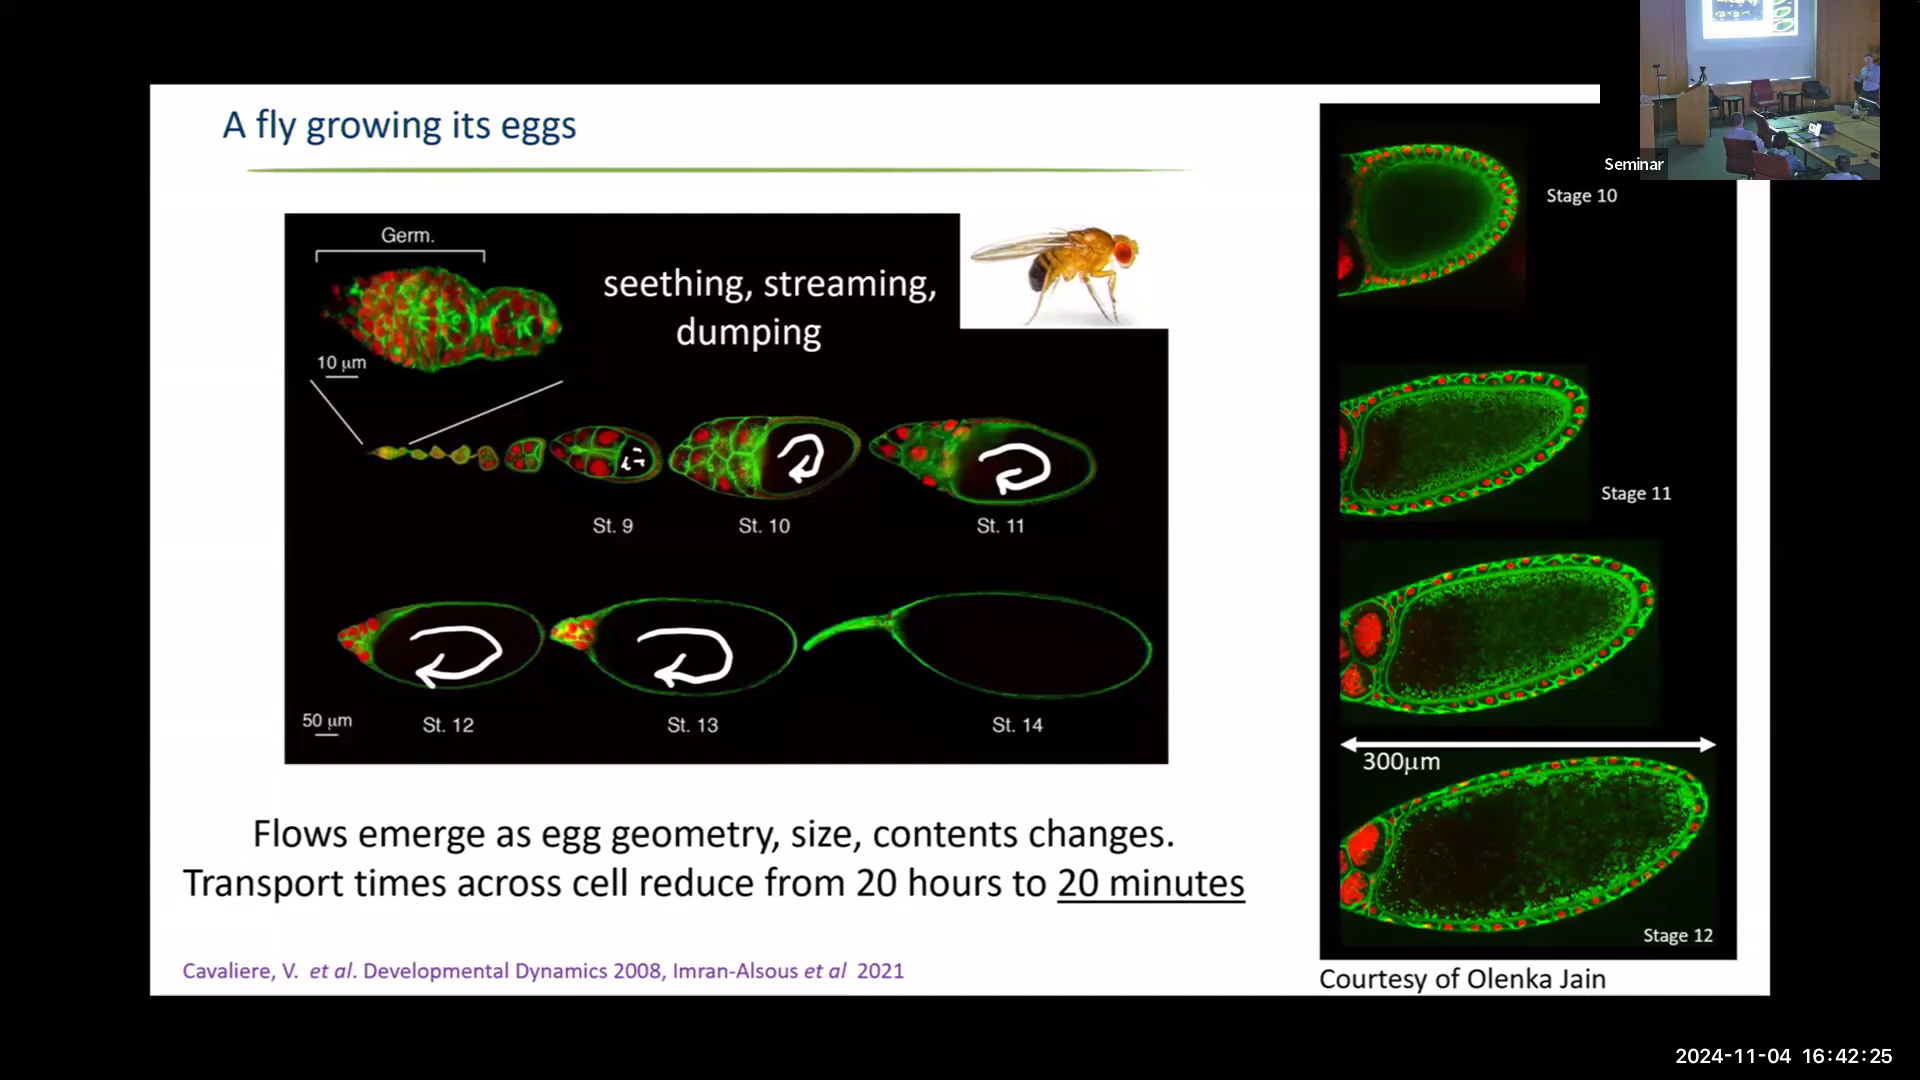 A fly growing its eggs
Germ.
seething, streaming,
dumping
10 μm
St. 9
St. 10
St. 11
50 μm
St. 12
St. 13
St. 14
Flows emerge as egg geometry, size, contents changes.
Transport times across cell reduce from 20 hours to 20 minutes
Cavaliere, V. et al. Developmental Dynamics 2008, Imran-Alsous et al 2021
Seminar
Stage 10
Stage 11
300μm
Stage 12
Courtesy of Olenka Jain
2024-11-04 16:42:25